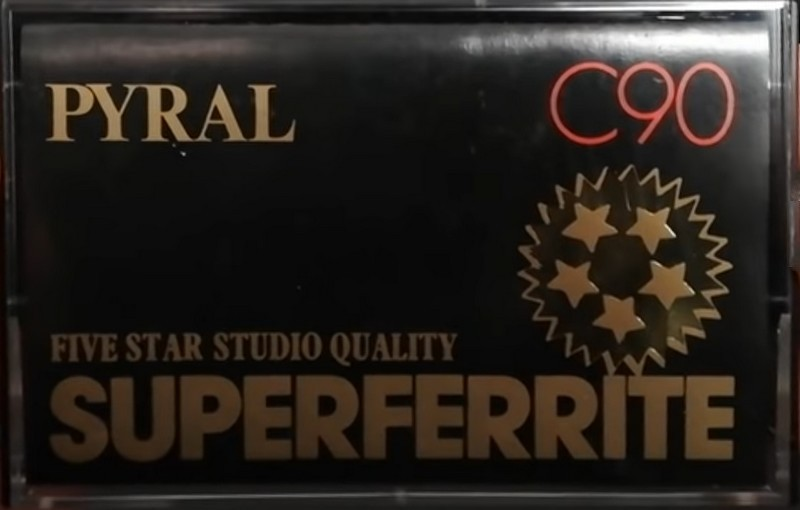 PYRAL
C90
FIVE STAR STUDIO QUALITY
SUPERFERRITE